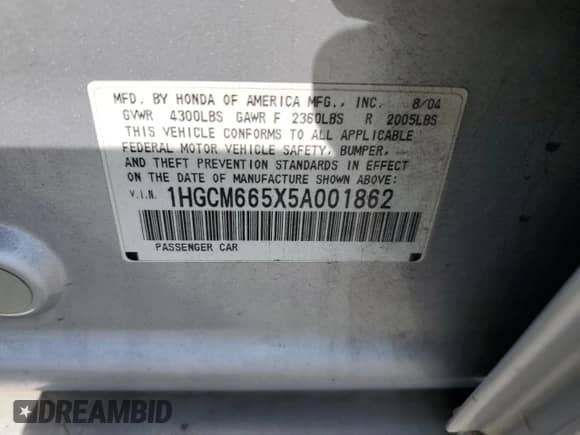 MFD. BY HONDA OF AMERICA MFG., INC. 8/04
GVWR 4300LBS GAWR F 2360LBS R 2005LBS
THIS VEHICLE CONFORMS TO ALL APPLICABLE
FEDERAL MOTOR VEHICLE SAFETY, BUMPER,
AND THEFT PREVENTION STANDARDS IN EFFECT
ON THE DATE OF MANUFACTURE SHOWN ABOVE:
V.I.N. 1HGCM665X5A001862
PASSENGER CAR
DREAMBID